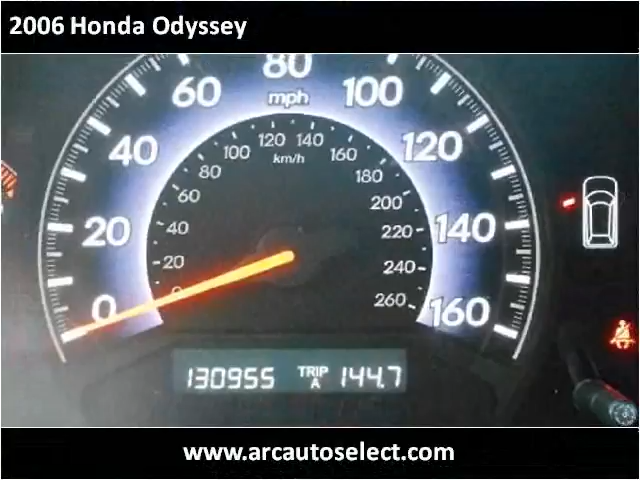 2006 Honda Odyssey
80
60 mph 100
40 120
20 140
0 160
120 140
100 km/h 160
80 180
60 200
40 220
20 240
0 260
130955 TRIP A 144.7
www.arcautoselect.com